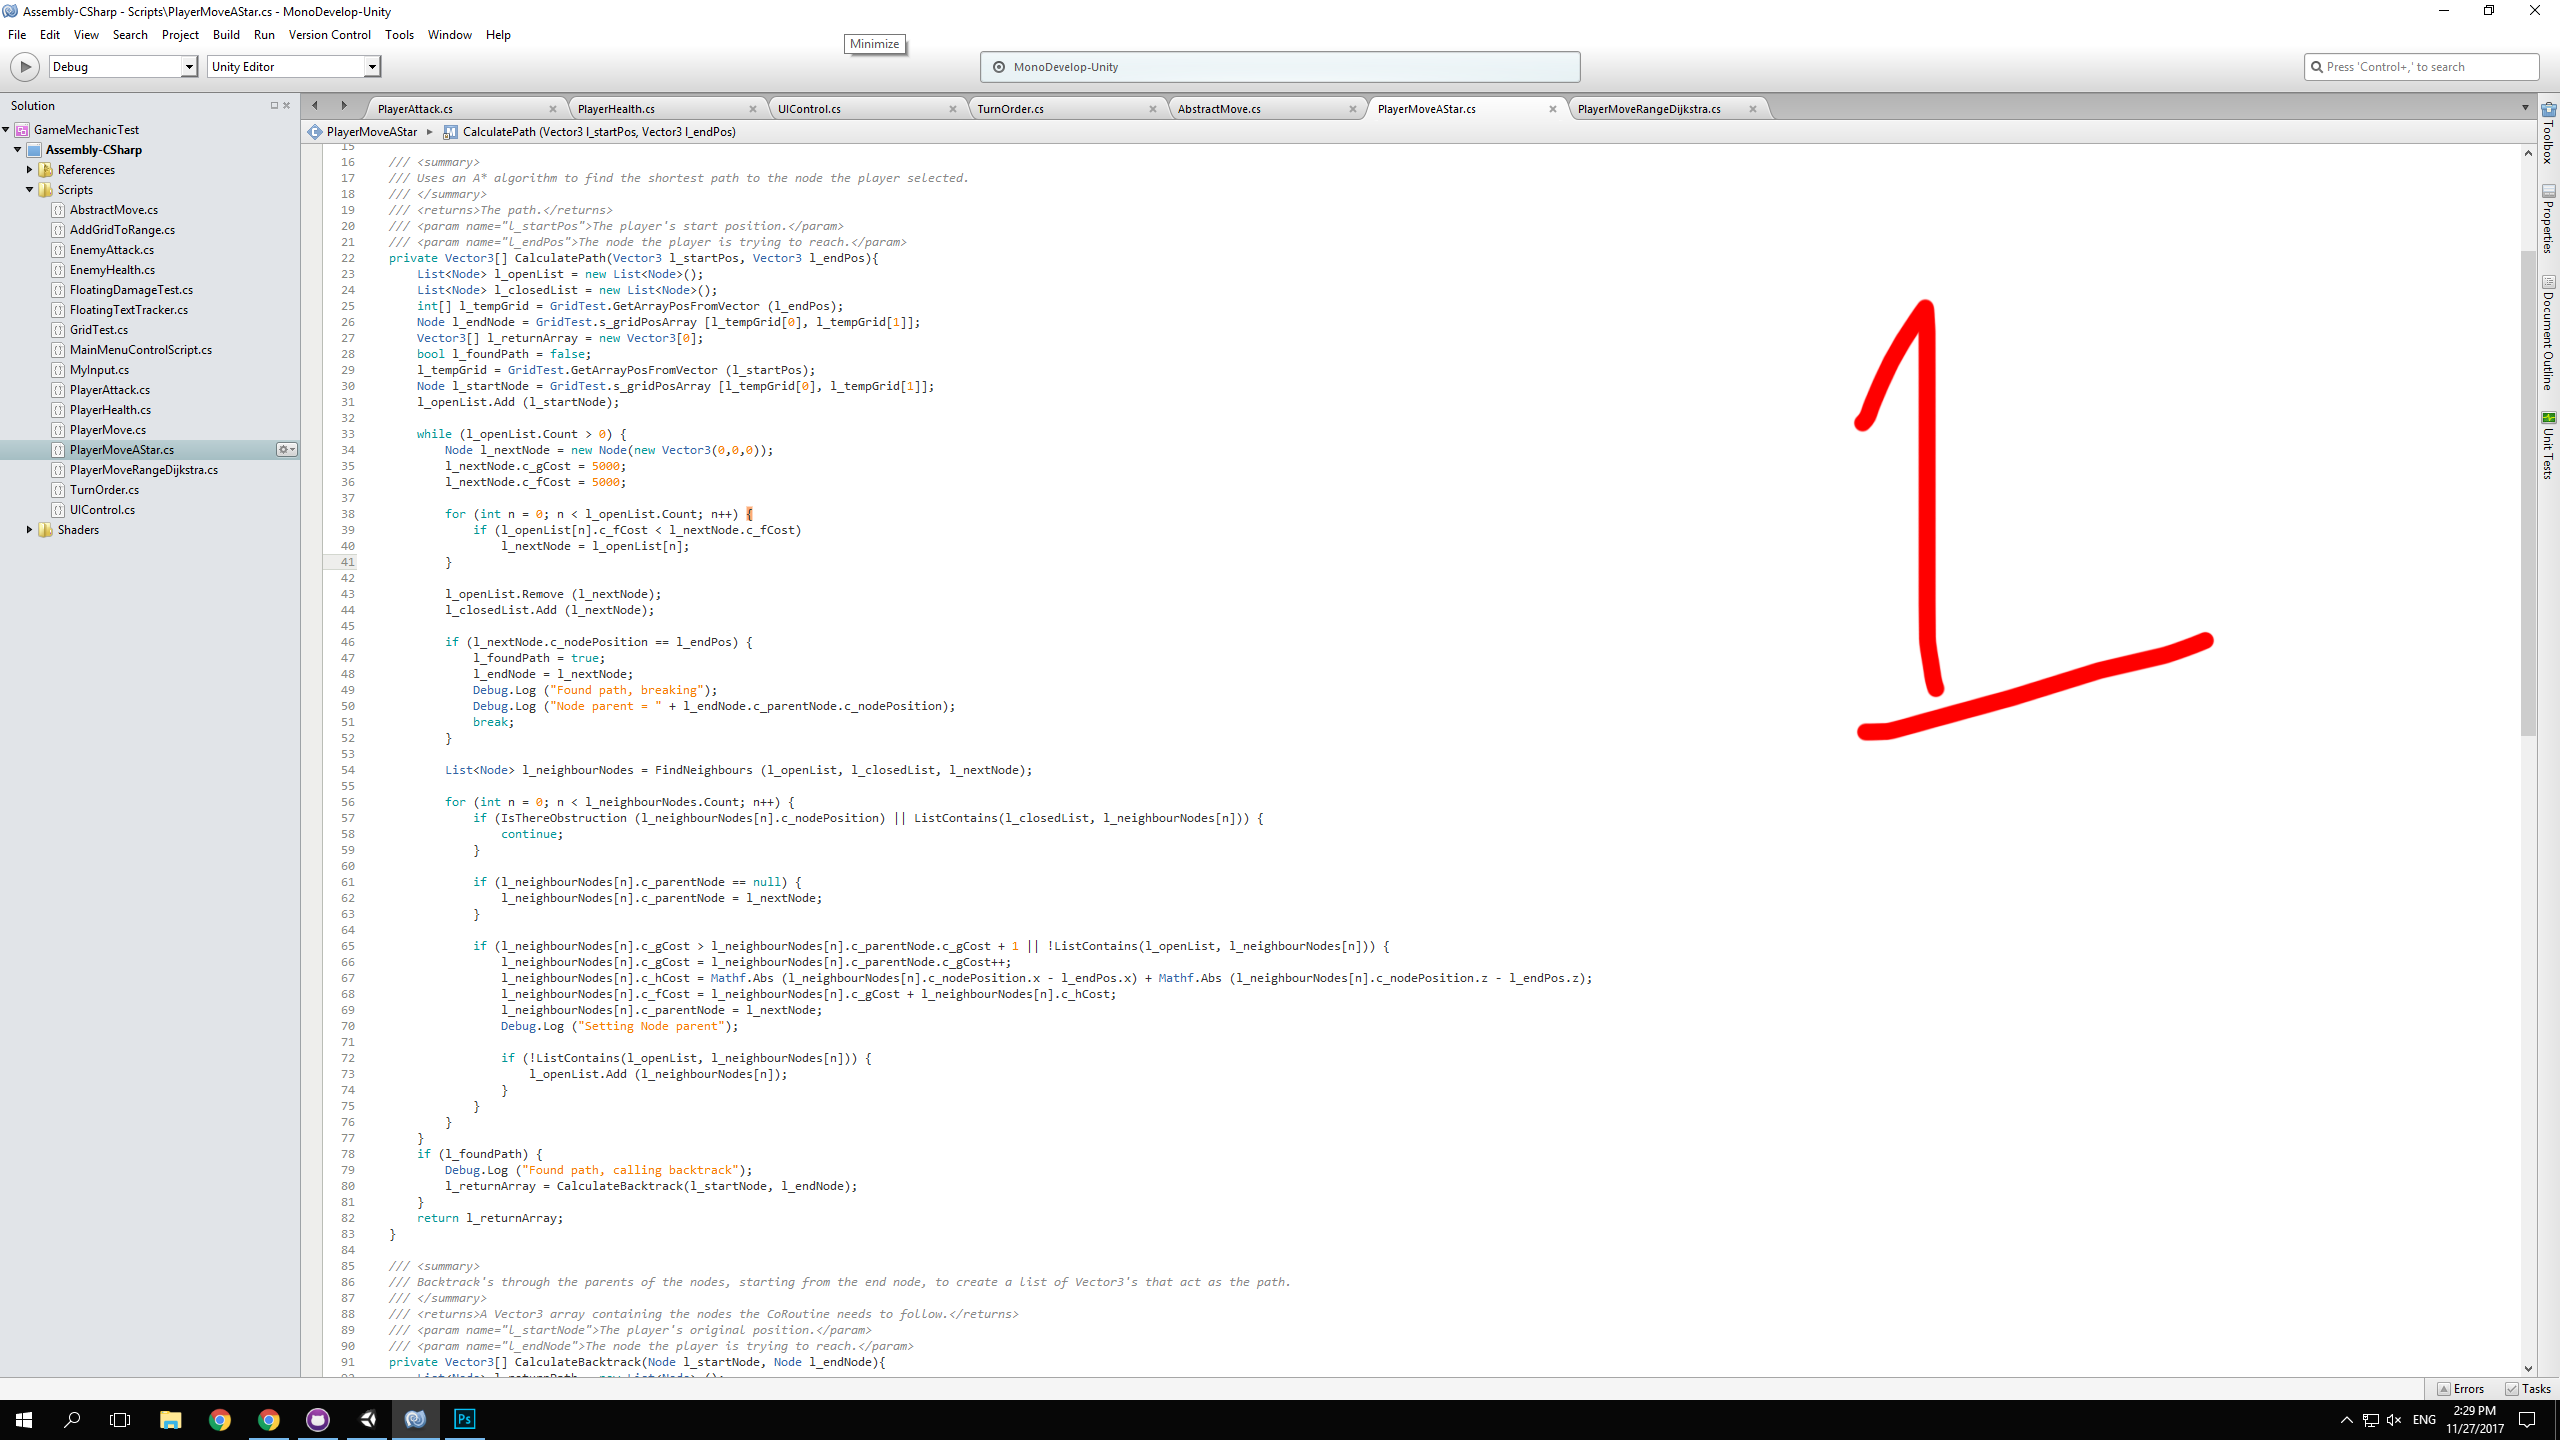 Assembly-CSharp - Scripts\PlayerMoveAStar.cs - MonoDevelop-Unity
File Edit View Search Project Build Run Version Control Tools Window Help
Minimize
Debug Unity Editor MonoDevelop-Unity Press 'Control+,' to search
Solution
GameMechanicTest
Assembly-CSharp
References
Scripts
AbstractMove.cs
AddGridToRange.cs
EnemyAttack.cs
EnemyHealth.cs
FloatingDamageTest.cs
FloatingTextTracker.cs
GridTest.cs
MainMenuControlScript.cs
MyInput.cs
PlayerAttack.cs
PlayerHealth.cs
PlayerMove.cs
PlayerMoveAStar.cs
PlayerMoveRangeDijkstra.cs
TurnOrder.cs
UIControl.cs
Shaders
PlayerAttack.cs PlayerHealth.cs UIControl.cs TurnOrder.cs AbstractMove.cs PlayerMoveAStar.cs PlayerMoveRangeDijkstra.cs
PlayerMoveAStar CalculatePath (Vector3 l_startPos, Vector3 l_endPos)
15
16 /// <summary>
17 /// Uses an A* algorithm to find the shortest path to the node the player selected.
18 /// </summary>
19 /// <returns>The path.</returns>
20 /// <param name="l_startPos">The player's start position.</param>
21 /// <param name="l_endPos">The node the player is trying to reach.</param>
22 private Vector3[] CalculatePath(Vector3 l_startPos, Vector3 l_endPos){
23 List<Node> l_openList = new List<Node>();
24 List<Node> l_closedList = new List<Node>();
25 int[] l_tempGrid = GridTest.GetArrayPosFromVector (l_endPos);
26 Node l_endNode = GridTest.s_gridPosArray [l_tempGrid[0], l_tempGrid[1]];
27 Vector3[] l_returnArray = new Vector3[0];
28 bool l_foundPath = false;
29 l_tempGrid = GridTest.GetArrayPosFromVector (l_startPos);
30 Node l_startNode = GridTest.s_gridPosArray [l_tempGrid[0], l_tempGrid[1]];
31 l_openList.Add (l_startNode);
32
33 while (l_openList.Count > 0) {
34 Node l_nextNode = new Node(new Vector3(0,0,0));
35 l_nextNode.c_gCost = 5000;
36 l_nextNode.c_fCost = 5000;
37
38 for (int n = 0; n < l_openList.Count; n++) {
39 if (l_openList[n].c_fCost < l_nextNode.c_fCost)
40 l_nextNode = l_openList[n];
41 }
42
43 l_openList.Remove (l_nextNode);
44 l_closedList.Add (l_nextNode);
45
46 if (l_nextNode.c_nodePosition == l_endPos) {
47 l_foundPath = true;
48 l_endNode = l_nextNode;
49 Debug.Log ("Found path, breaking");
50 Debug.Log ("Node parent = " + l_endNode.c_parentNode.c_nodePosition);
51 break;
52 }
53
54 List<Node> l_neighbourNodes = FindNeighbours (l_openList, l_closedList, l_nextNode);
55
56 for (int n = 0; n < l_neighbourNodes.Count; n++) {
57 if (IsThereObstruction (l_neighbourNodes[n].c_nodePosition) || ListContains(l_closedList, l_neighbourNodes[n])) {
58 continue;
59 }
60
61 if (l_neighbourNodes[n].c_parentNode == null) {
62 l_neighbourNodes[n].c_parentNode = l_nextNode;
63 }
64
65 if (l_neighbourNodes[n].c_gCost > l_neighbourNodes[n].c_parentNode.c_gCost + 1 || !ListContains(l_openList, l_neighbourNodes[n])) {
66 l_neighbourNodes[n].c_gCost = l_neighbourNodes[n].c_parentNode.c_gCost++;
67 l_neighbourNodes[n].c_hCost = Mathf.Abs (l_neighbourNodes[n].c_nodePosition.x - l_endPos.x) + Mathf.Abs (l_neighbourNodes[n].c_nodePosition.z - l_endPos.z);
68 l_neighbourNodes[n].c_fCost = l_neighbourNodes[n].c_gCost + l_neighbourNodes[n].c_hCost;
69 l_neighbourNodes[n].c_parentNode = l_nextNode;
70 Debug.Log ("Setting Node parent");
71
72 if (!ListContains(l_openList, l_neighbourNodes[n])) {
73 l_openList.Add (l_neighbourNodes[n]);
74 }
75 }
76 }
77 }
78 if (l_foundPath) {
79 Debug.Log ("Found path, calling backtrack");
80 l_returnArray = CalculateBacktrack(l_startNode, l_endNode);
81 }
82 return l_returnArray;
83 }
84
85 /// <summary>
86 /// Backtrack's through the parents of the nodes, starting from the end node, to create a list of Vector3's that act as the path.
87 /// </summary>
88 /// <returns>A Vector3 array containing the nodes the CoRoutine needs to follow.</returns>
89 /// <param name="l_startNode">The player's original position.</param>
90 /// <param name="l_endNode">The node the player is trying to reach.</param>
91 private Vector3[] CalculateBacktrack(Node l_startNode, Node l_endNode){
1
Toolbox
Properties
Document Outline
Unit Tests
Errors Tasks
Ps
ENG 2:29 PM
11/27/2017